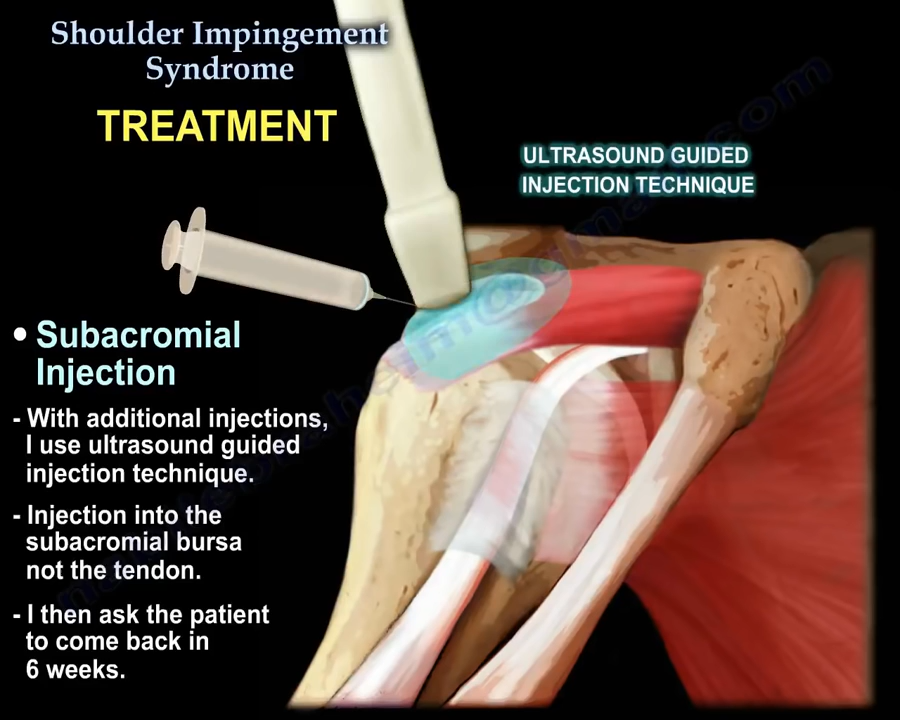 Shoulder Impingement
Syndrome
TREATMENT
ULTRASOUND GUIDED
INJECTION TECHNIQUE
• Subacromial
Injection
- With additional injections,
I use ultrasound guided
injection technique.
- Injection into the
subacromial bursa
not the tendon.
- I then ask the patient
to come back in
6 weeks.